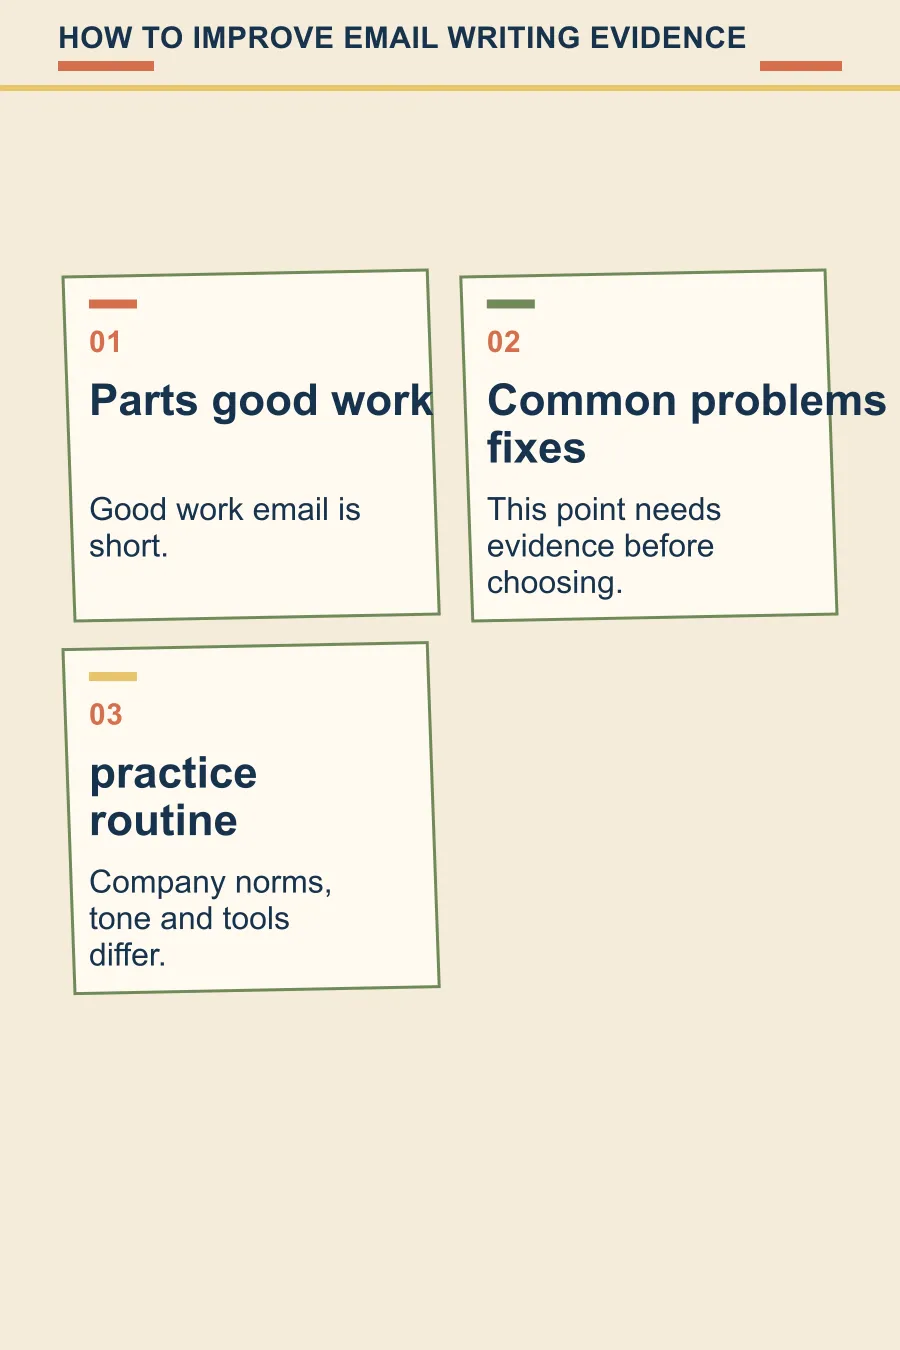 HOW TO IMPROVE EMAIL WRITING EVIDENCE
01
Parts good work
Good work email is
short.
02
Common problems
fixes
This point needs
evidence before
choosing.
03
practice
routine
Company norms,
tone and tools
differ.